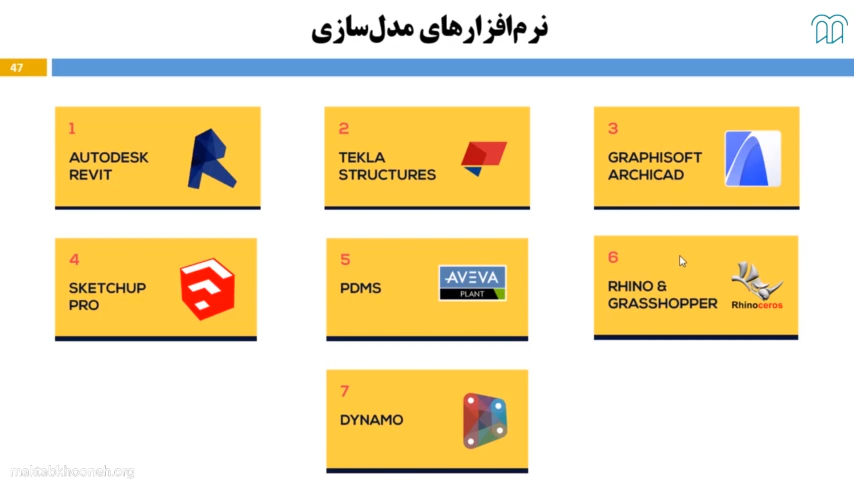 نرم‌افزارهای مدل‌سازی
47
1
AUTODESK
REVIT
2
TEKLA
STRUCTURES
3
GRAPHISOFT
ARCHICAD
4
SKETCHUP
PRO
5
PDMS
AVEVA
PLANT
6
RHINO &
GRASSHOPPER
Rhinoceros
7
DYNAMO
maktabkhooneh.org